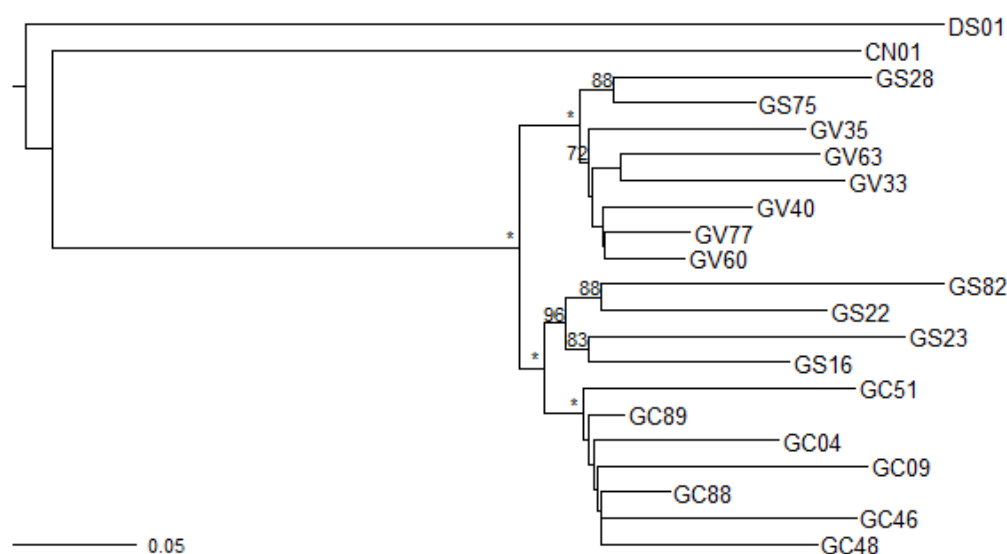 DS01
CN01
88
GS28
GS75
*
GV35
72
GV63
GV33
GV40
*
GV77
GV60
88
GS82
96
GS22
83
GS23
*
GS16
*
GC51
GC89
GC04
GC09
GC88
GC46
0.05
GC48